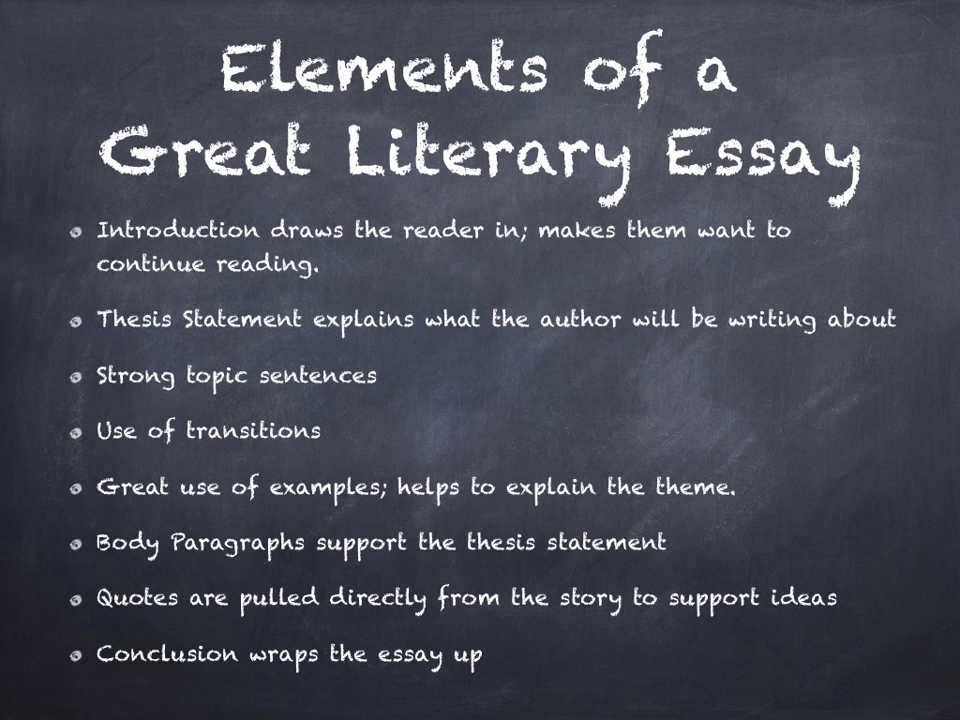 Elements of a
Great Literary Essay
Introduction draws the reader in; makes them want to
continue reading.
Thesis Statement explains what the author will be writing about
Strong topic sentences
Use of transitions
Great use of examples; helps to explain the theme.
Body Paragraphs support the thesis statement
Quotes are pulled directly from the story to support ideas
Conclusion wraps the essay up